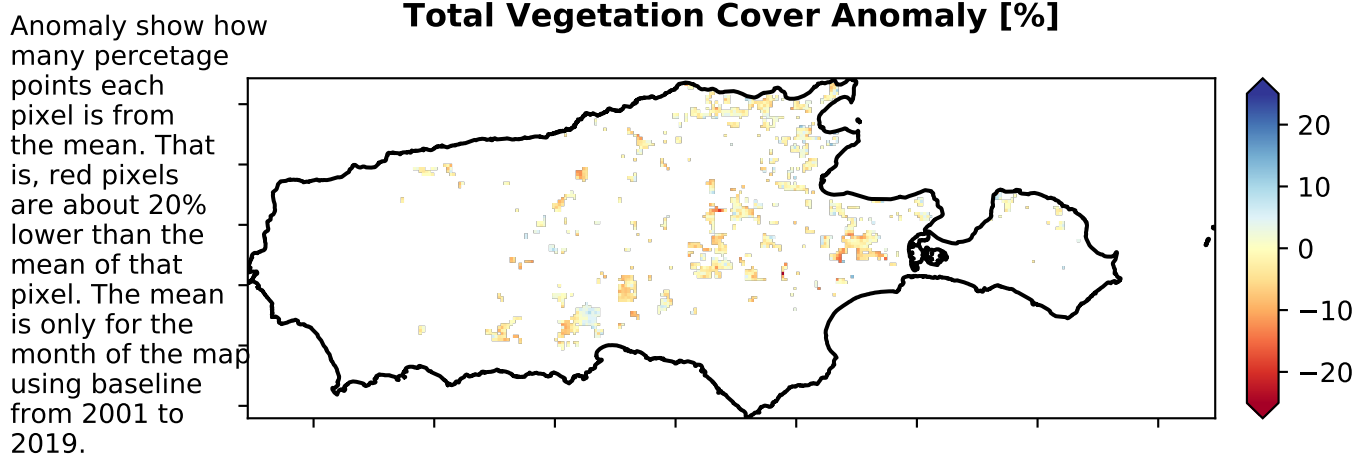 Total Vegetation Cover Anomaly [%]
Anomaly show how
many percetage
points each
pixel is from
the mean. That
is, red pixels
are about 20%
lower than the
mean of that
pixel. The mean
is only for the
month of the map
using baseline
from 2001 to
2019.
20
10
0
−10
−20